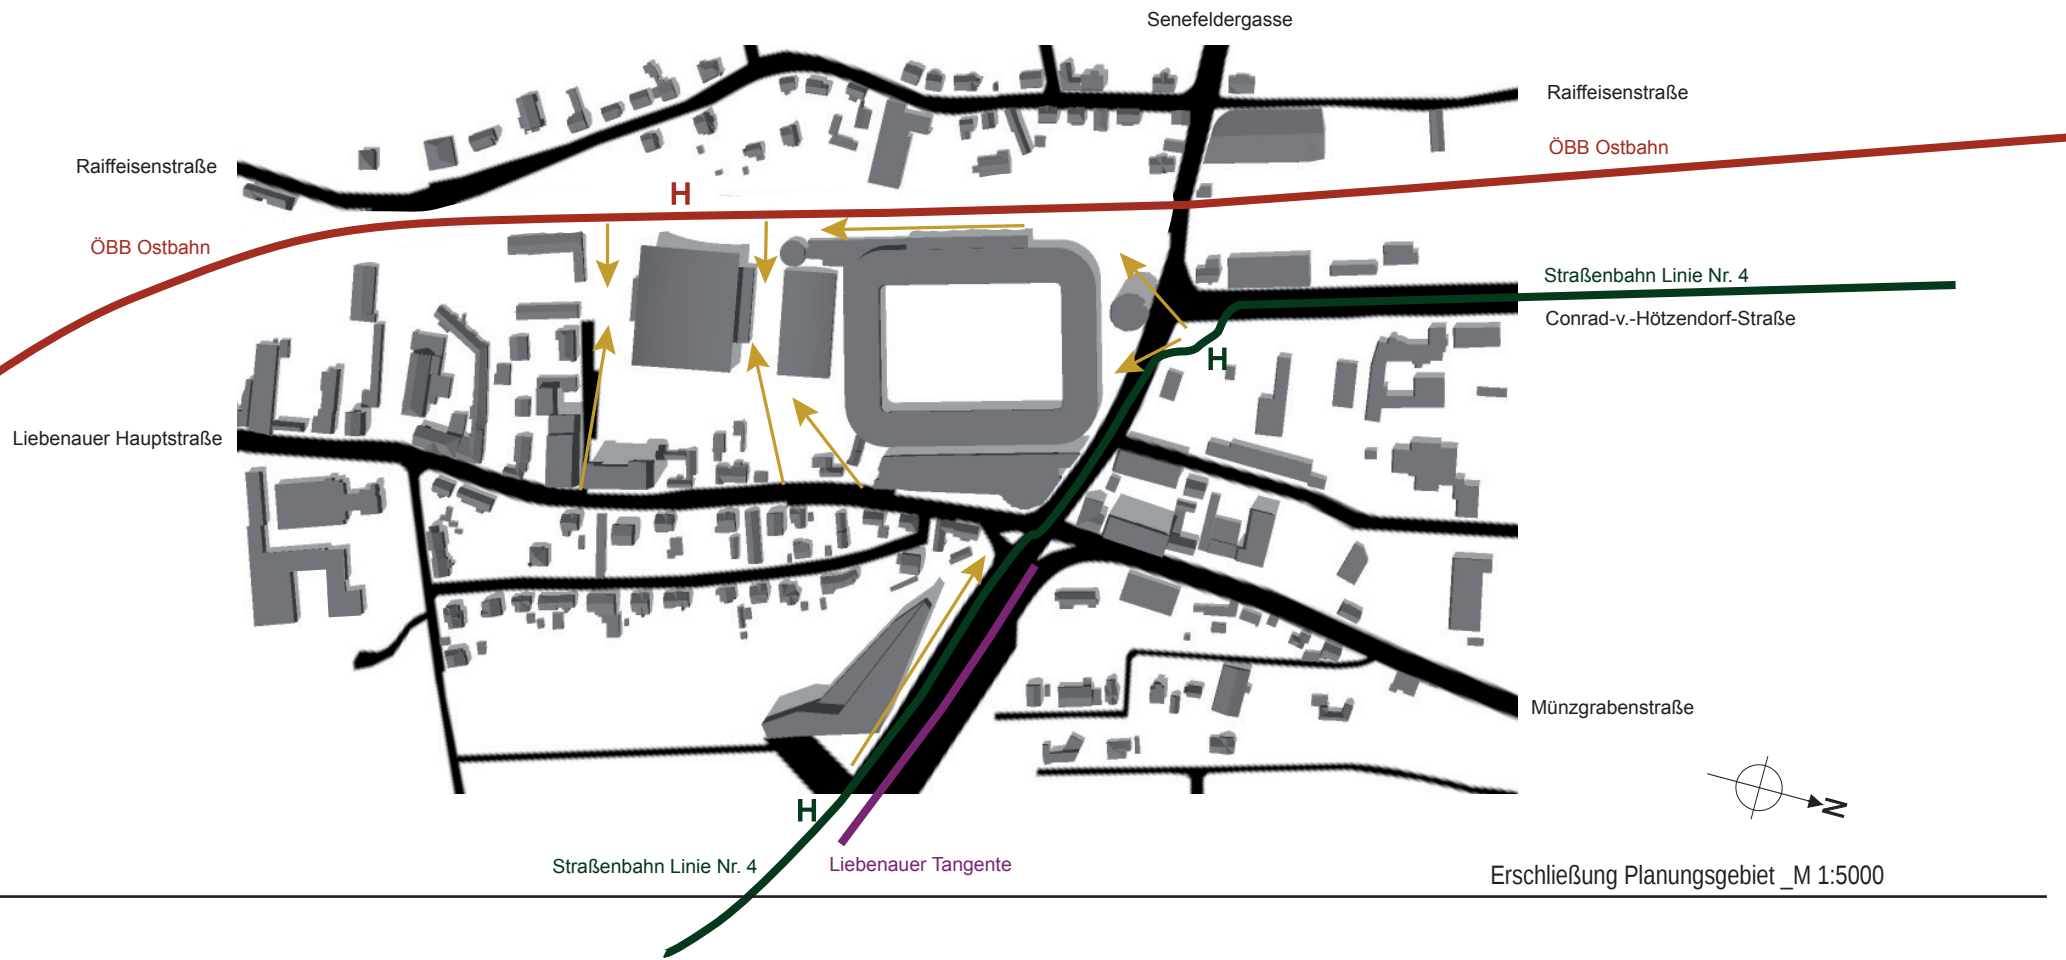 Senefeldergasse
Raiffeisenstraße
ÖBB Ostbahn
Raiffeisenstraße
H
ÖBB Ostbahn
Straßenbahn Linie Nr. 4
Conrad-v.-Hötzendorf-Straße
H
Liebenauer Hauptstraße
Münzgrabenstraße
N
H
Straßenbahn Linie Nr. 4
Liebenauer Tangente
Erschließung Planungsgebiet _M 1:5000